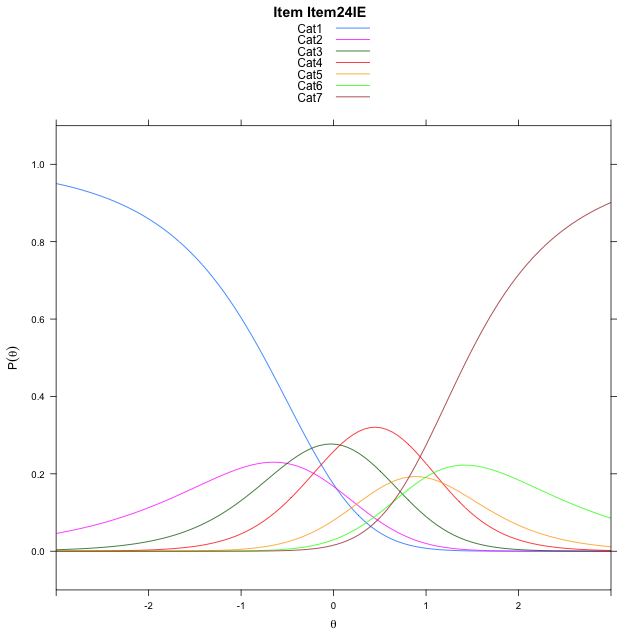 Item Item24IE
Cat1
Cat2
Cat3
Cat4
Cat5
Cat6
Cat7
1.0
0.8
0.6
P(θ)
0.4
0.2
0.0
-2 -1 0 1 2
θ